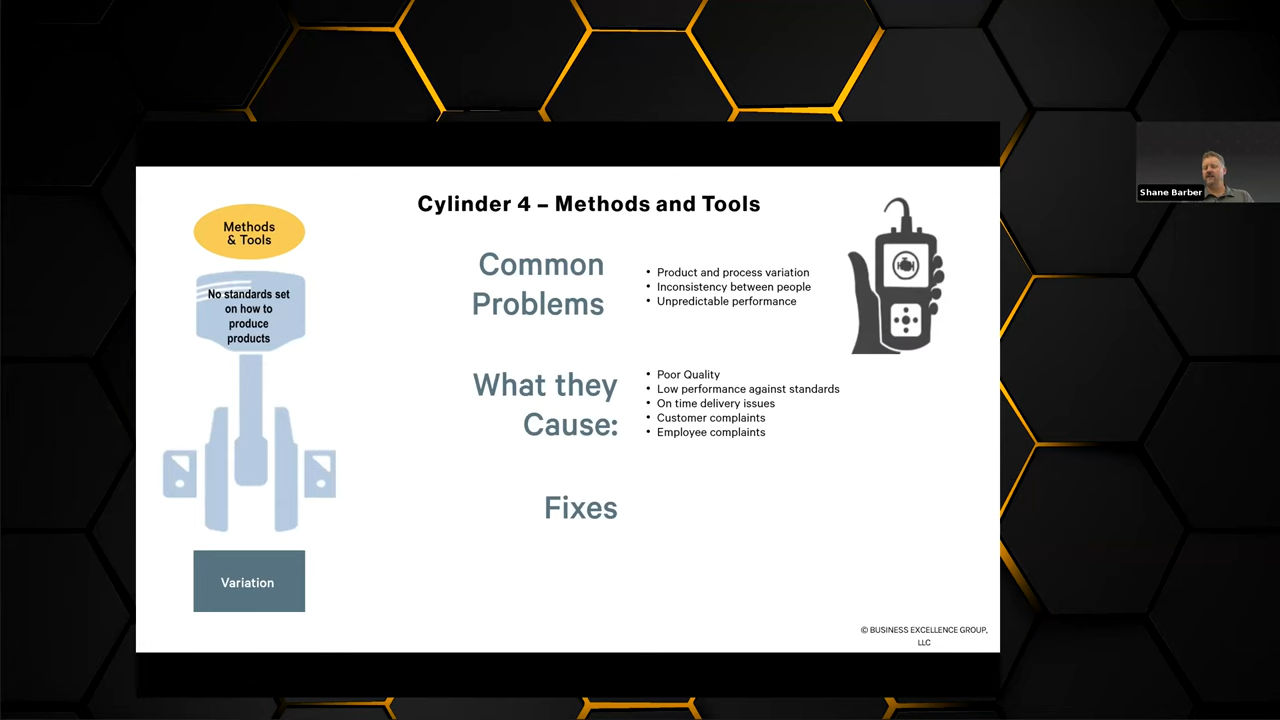 Cylinder 4 – Methods and Tools
Methods
& Tools
No standards set
on how to
produce
products
Variation
Common
Problems
• Product and process variation
• Inconsistency between people
• Unpredictable performance
What they
Cause:
• Poor Quality
• Low performance against standards
• On time delivery issues
• Customer complaints
• Employee complaints
Fixes
© BUSINESS EXCELLENCE GROUP,
LLC
Shane Barber